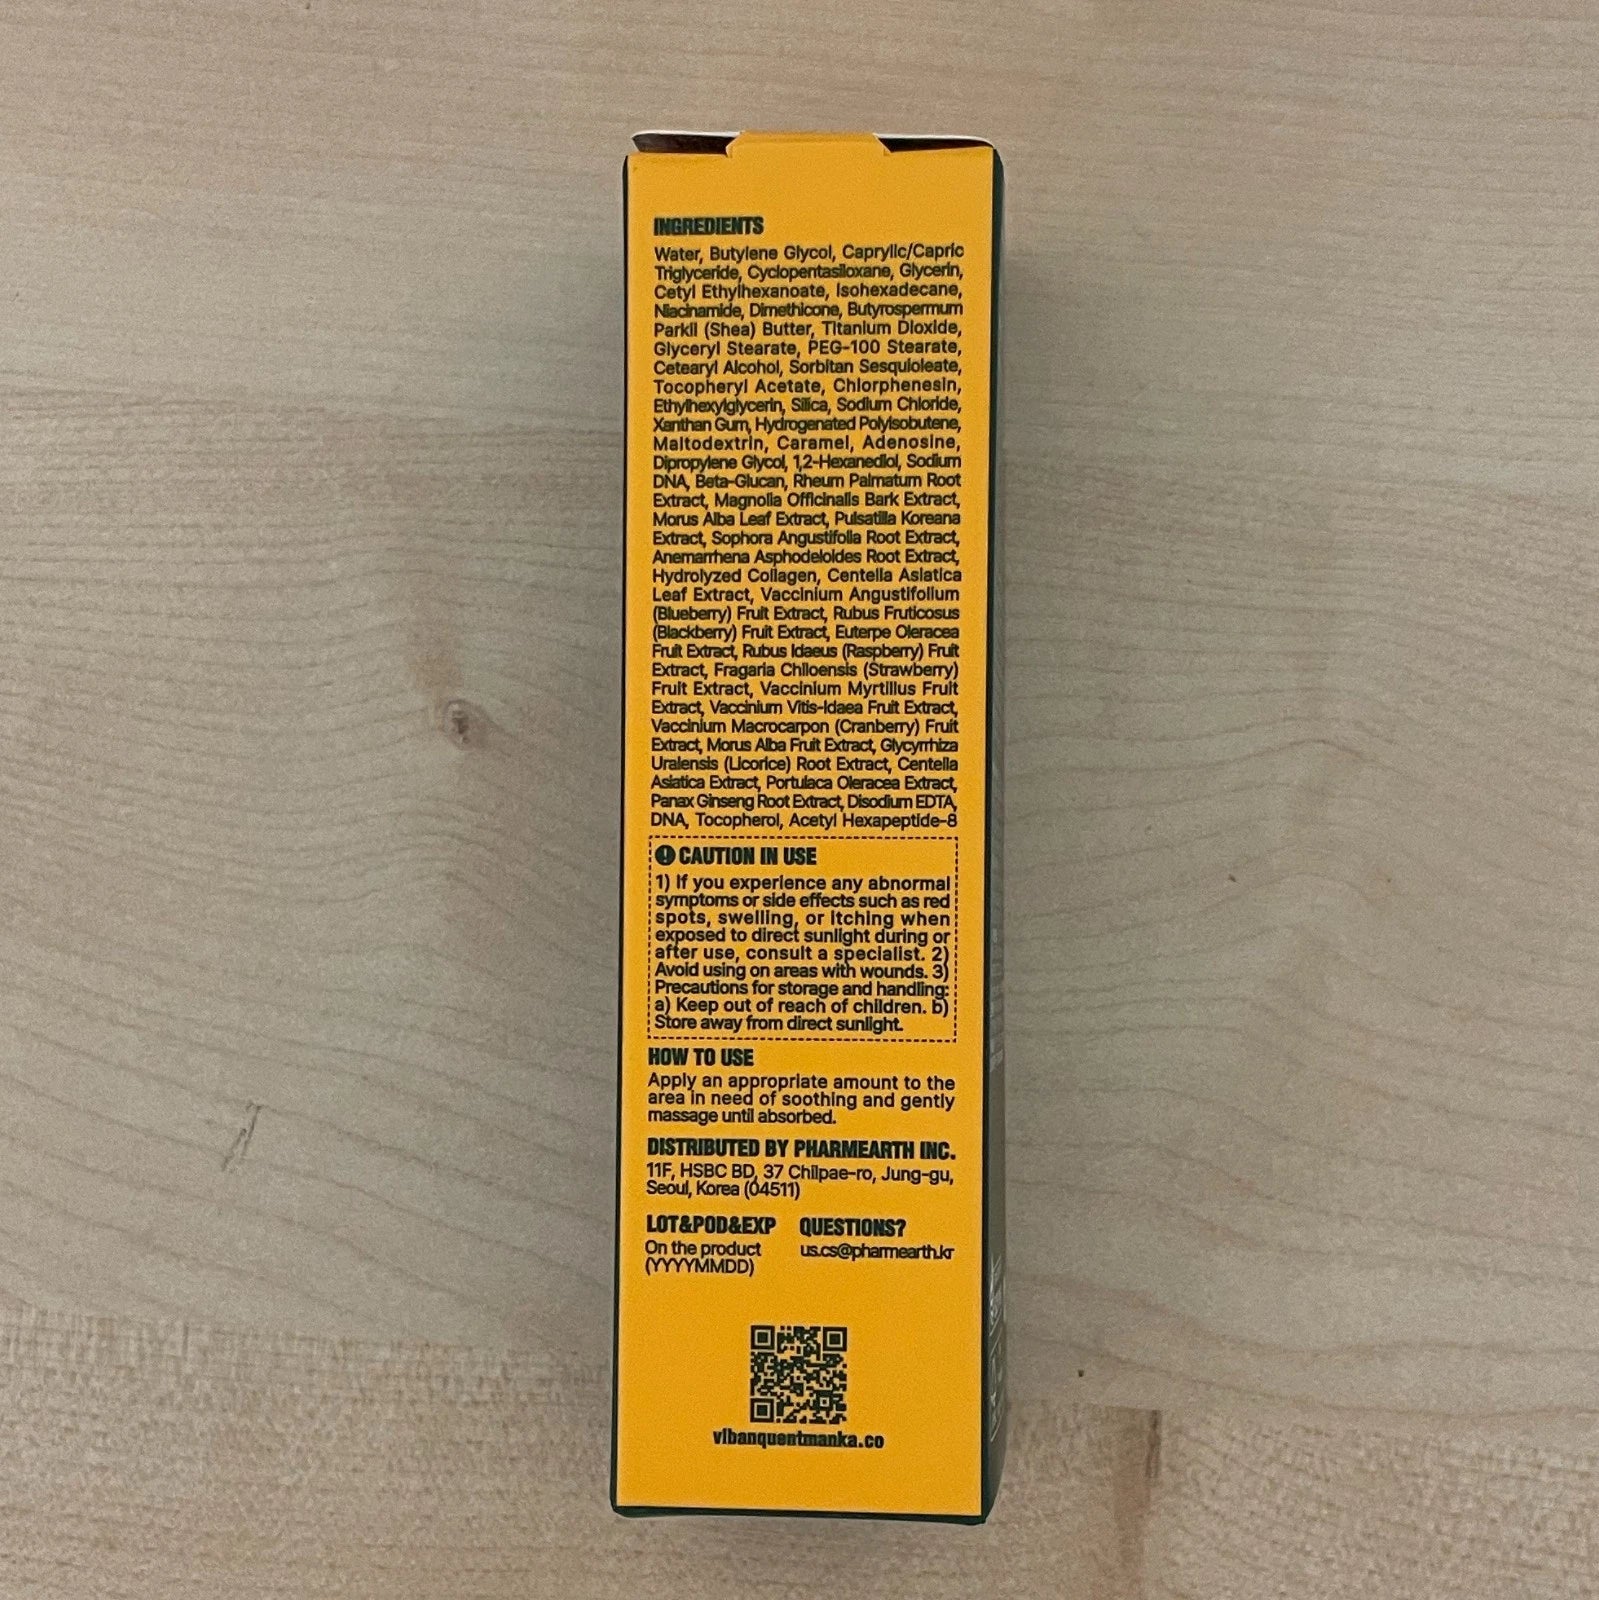 INGREDIENTS
Water, Butylene Glycol, Caprylic/Capric
Triglyceride, Cyclopentasiloxane, Glycerin,
Cetyl Ethylhexanoate, Isohexadecane,
Niacinamide, Dimethicone, Butyrospermum
Parkii (Shea) Butter, Titanium Dioxide,
Glyceryl Stearate, PEG-100 Stearate,
Cetearyl Alcohol, Sorbitan Sesquioleate,
Tocopheryl Acetate, Chlorphenesin,
Ethylhexylglycerin, Silica, Sodium Chloride,
Xanthan Gum, Hydrogenated Polyisobutene,
Maltodextrin, Caramel, Adenosine,
Dipropylene Glycol, 1,2-Hexanediol, Sodium
DNA, Beta-Glucan, Rheum Palmatum Root
Extract, Magnolia Officinalis Bark Extract,
Morus Alba Leaf Extract, Pulsatilla Koreana
Extract, Sophora Angustifolia Root Extract,
Anemarrhena Asphodeloides Root Extract,
Hydrolyzed Collagen, Centella Asiatica
Leaf Extract, Vaccinium Angustifolium
(Blueberry) Fruit Extract, Rubus Fruticosus
(Blackberry) Fruit Extract, Euterpe Oleracea
Fruit Extract, Rubus Idaeus (Raspberry) Fruit
Extract, Fragaria Chiloensis (Strawberry)
Fruit Extract, Vaccinium Myrtillus Fruit
Extract, Vaccinium Vitis-Idaea Fruit Extract,
Vaccinium Macrocarpon (Cranberry) Fruit
Extract, Morus Alba Fruit Extract, Glycyrrhiza
Uralensis (Licorice) Root Extract, Centella
Asiatica Extract, Portulaca Oleracea Extract,
Panax Ginseng Root Extract, Disodium EDTA,
DNA, Tocopherol, Acetyl Hexapeptide-8
! CAUTION IN USE
1) If you experience any abnormal
symptoms or side effects such as red
spots, swelling, or itching when
exposed to direct sunlight during or
after use, consult a specialist. 2)
Avoid using on areas with wounds. 3)
Precautions for storage and handling:
a) Keep out of reach of children. b)
Store away from direct sunlight.
HOW TO USE
Apply an appropriate amount to the
area in need of soothing and gently
massage until absorbed.
DISTRIBUTED BY PHARMEARTH INC.
11F, HSBC BD, 37 Chilpae-ro, Jung-gu,
Seoul, Korea (04511)
LOT&POD&EXP
On the product
(YYYYMMDD)
QUESTIONS?
us.cs@pharmearth.kr
vibanquentmanka.co